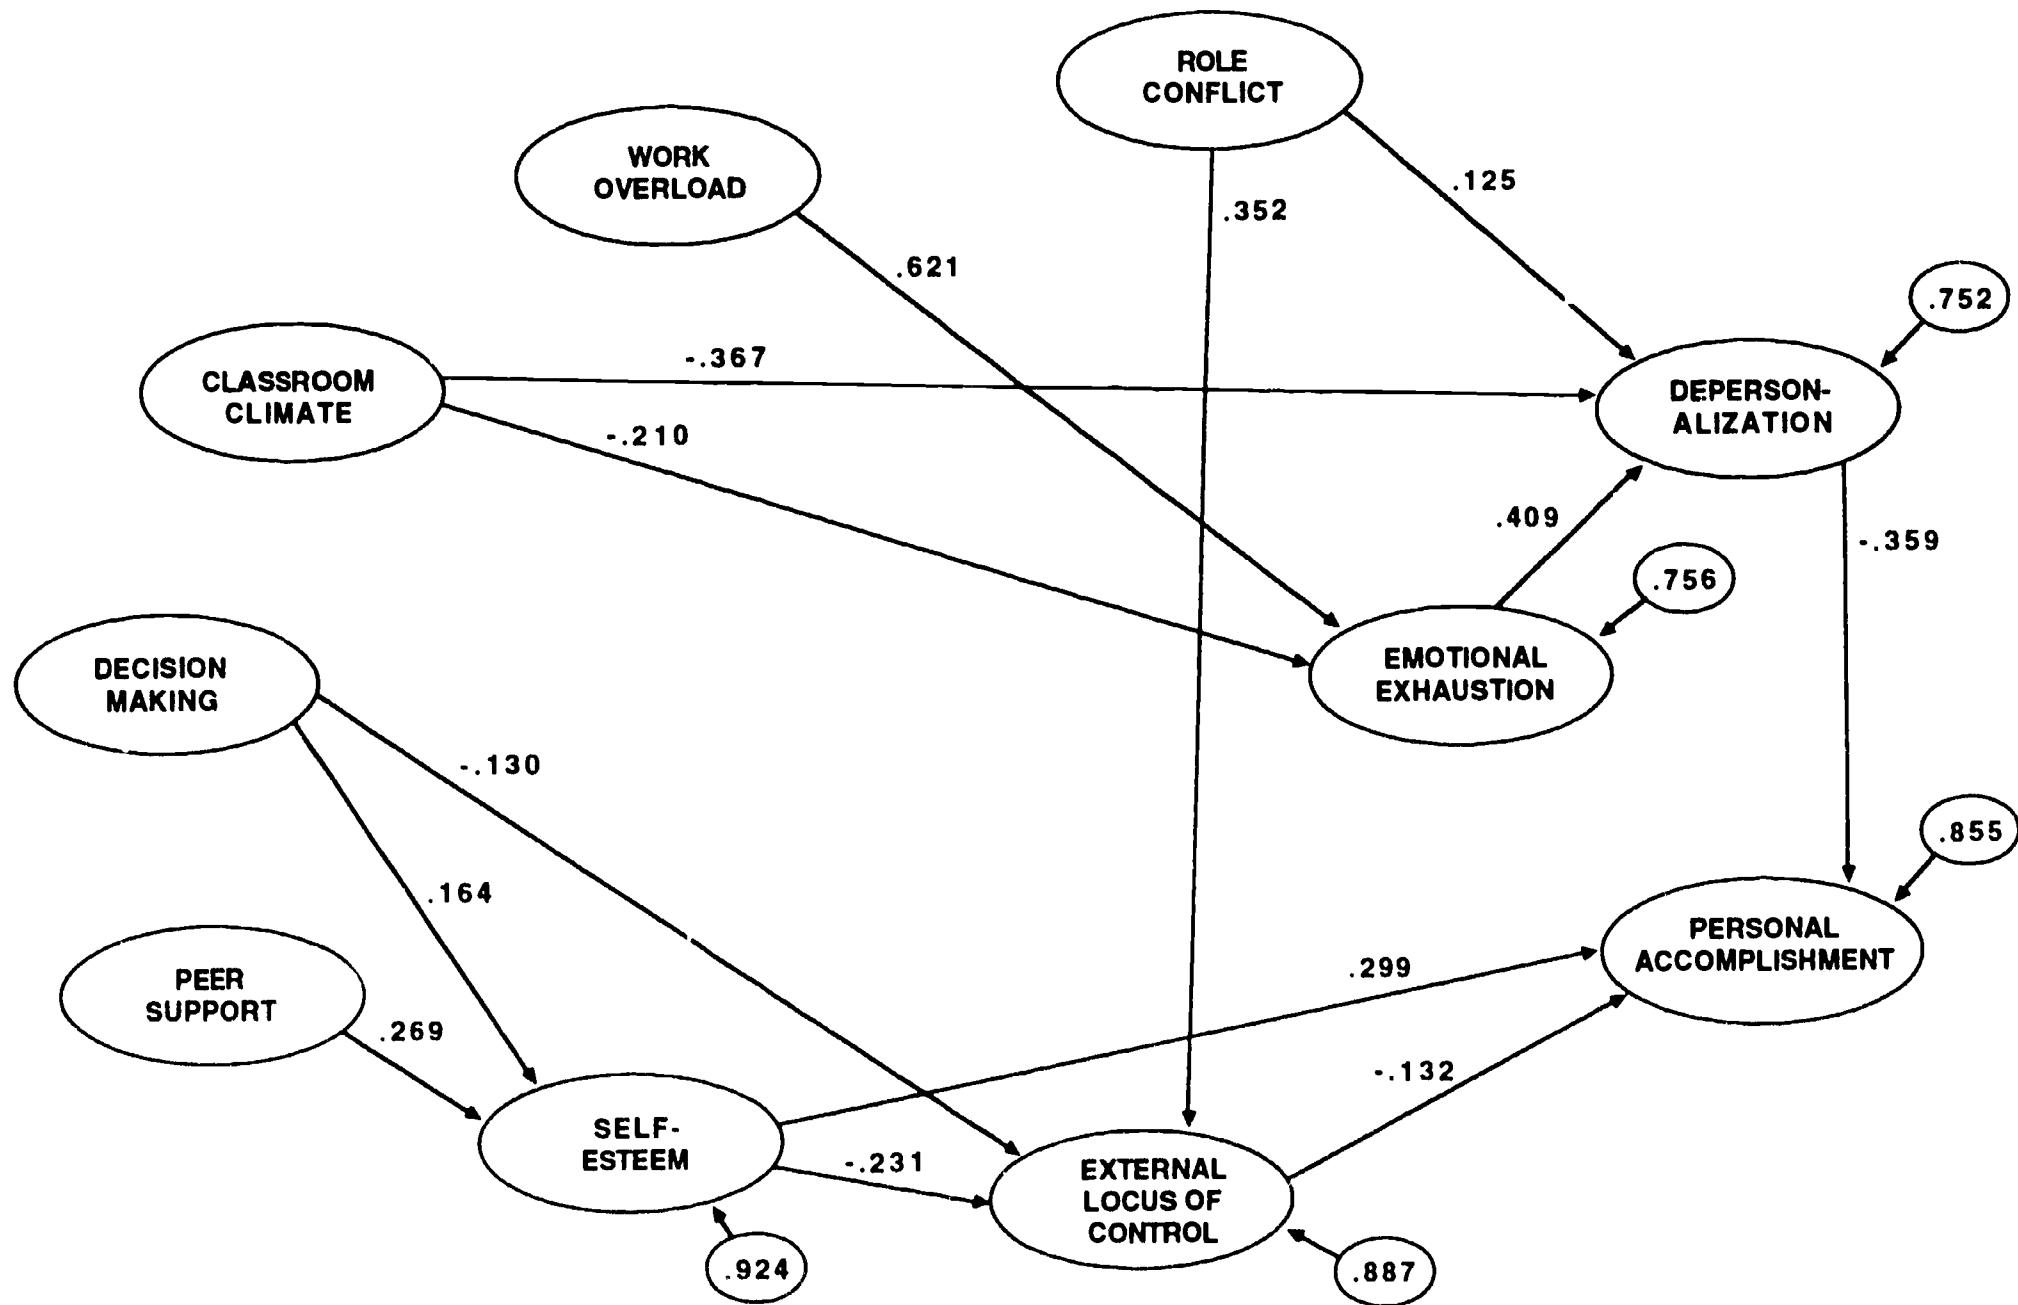 ROLE
CONFLICT
WORK
OVERLOAD
.125
.352
.621
.752
-.367
CLASSROOM
CLIMATE
DEPERSON-
ALIZATION
-.210
.409
-.359
.756
EMOTIONAL
EXHAUSTION
DECISION
MAKING
-.130
.855
.164
PERSONAL
ACCOMPLISHMENT
.299
PEER
SUPPORT
.269
-.132
SELF-
ESTEEM
-.231
EXTERNAL
LOCUS OF
CONTROL
.924
.887